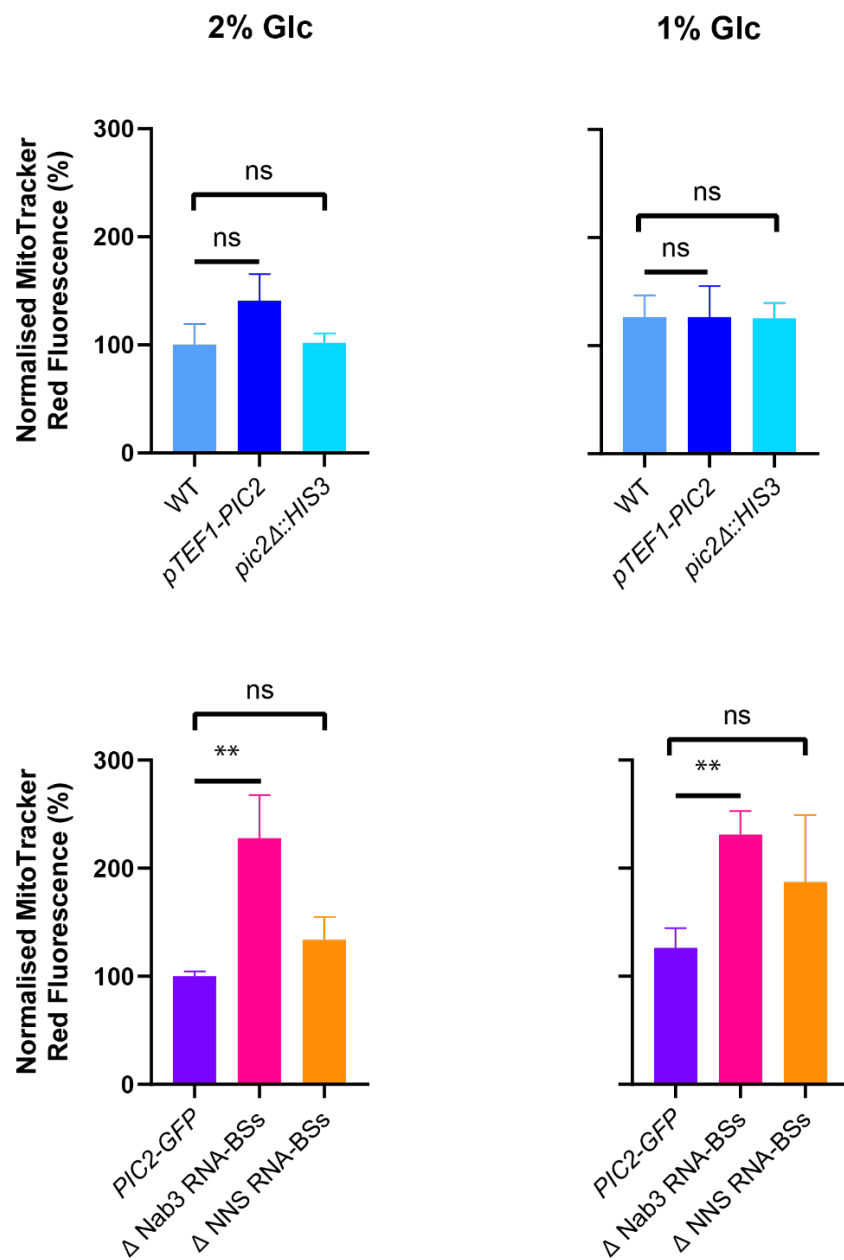 2% Glc
1% Glc
Normalised MitoTracker
Red Fluorescence (%)
300
200
100
0
ns
ns
WT
pTEF1-PIC2
pic2Δ::HIS3
ns
ns
WT
pTEF1-PIC2
pic2Δ::HIS3
Normalised MitoTracker
Red Fluorescence (%)
300
200
100
0
ns
**
PIC2-GFP
Δ Nab3 RNA-BSs
Δ NNS RNA-BSs
ns
**
PIC2-GFP
Δ Nab3 RNA-BSs
Δ NNS RNA-BSs